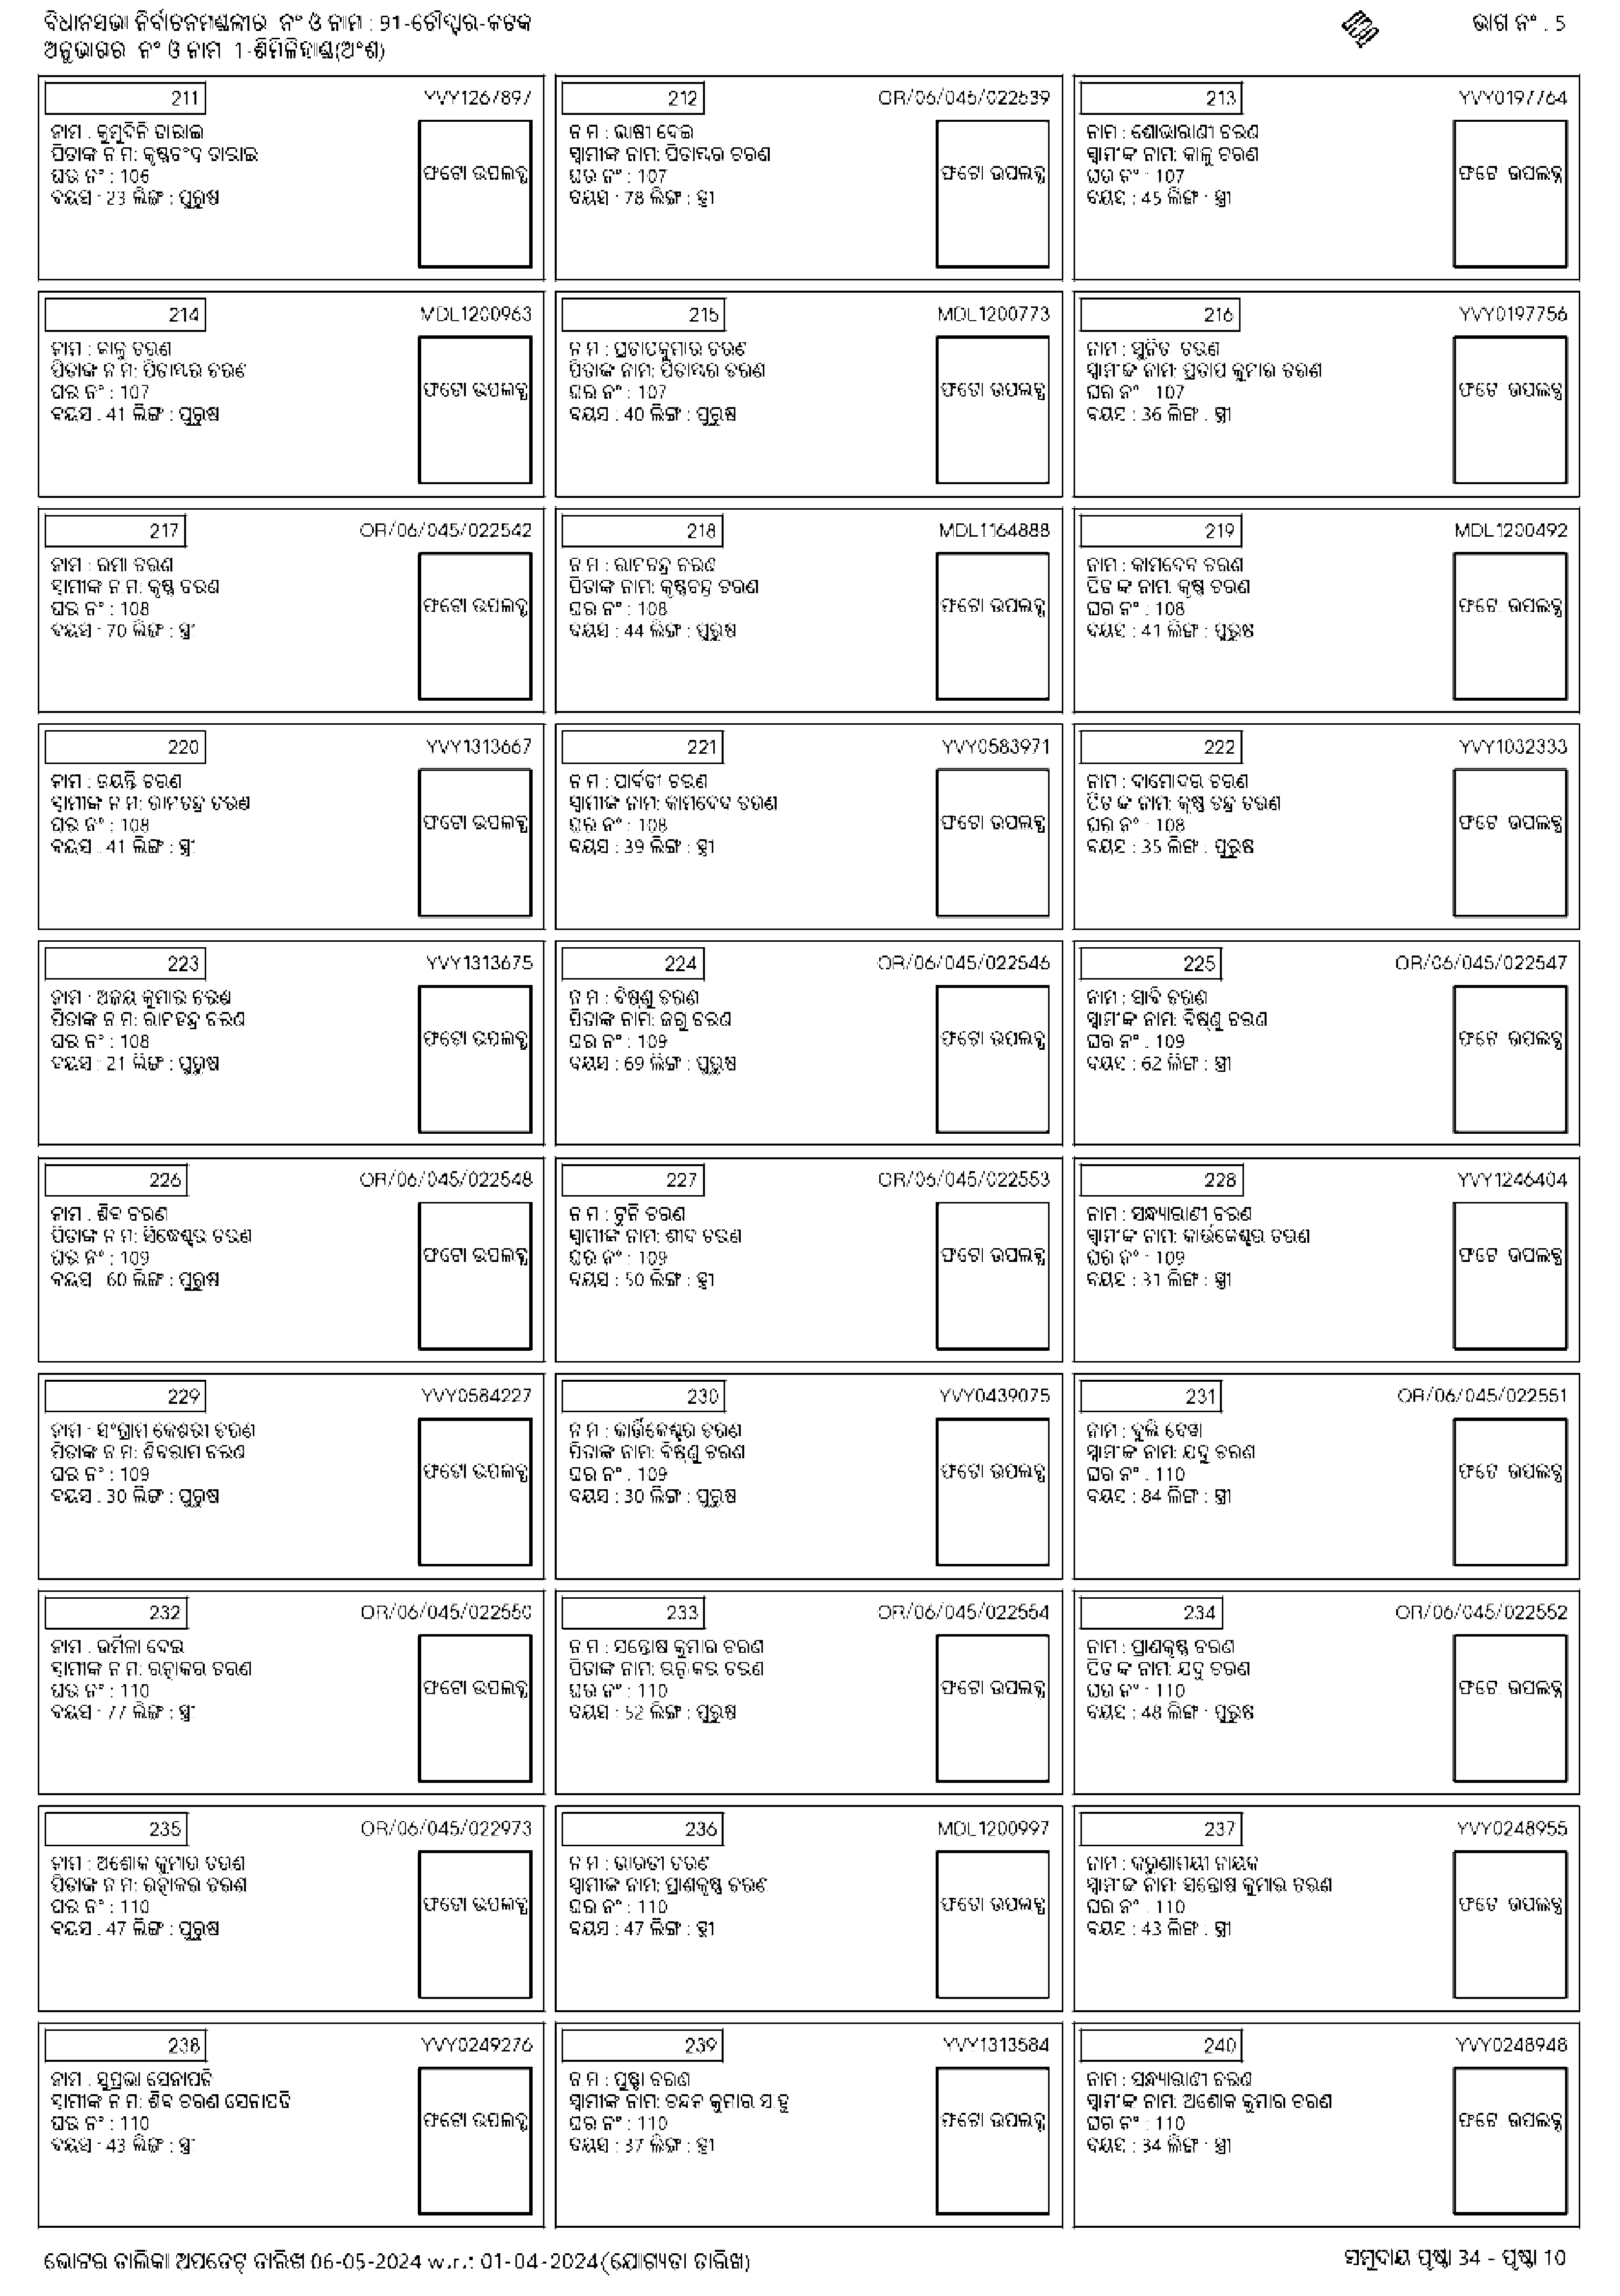 ବିଧାନସଭା ନିର୍ବାଚନମଣ୍ଡଳୀର ନଂ ଓ ନାମ : 91-ଚୌଦ୍ୱାର-କଟକ
ଭାଗ ନଂ . 5
ଅନୁଭାଗର ନଂ ଓ ନାମ 1-ଶିମିଳିହାଣ୍ଡ(ଅଂଶ)
211 YVY1267897
ନାମ : କୁମୁଦିନି ତାରାଇ
ପିତାଙ୍କ ନାମ: କୃଷ୍ଣଚଂଦ୍ର ତାରାଇ
ଘର ନଂ : 106
ବୟସ : 23 ଲିଙ୍ଗ : ପୁରୁଷ
ଫଟୋ ଉପଲବ୍ଧ
212 OR/06/045/022539
ନାମ : ଭାଷୀ ଦେଇ
ସ୍ୱାମୀଙ୍କ ନାମ: ପିତାମ୍ବର ଚରଣ
ଘର ନଂ : 107
ବୟସ : 78 ଲିଙ୍ଗ : ସ୍ତ୍ରୀ
ଫଟୋ ଉପଲବ୍ଧ
213 YVY0197764
ନାମ : ଶୋଭାରାଣୀ ଚରଣ
ସ୍ୱାମୀଙ୍କ ନାମ: କାଳୁ ଚରଣ
ଘର ନଂ : 107
ବୟସ : 45 ଲିଙ୍ଗ : ସ୍ତ୍ରୀ
ଫଟୋ ଉପଲବ୍ଧ
214 MDL1200963
ନାମ : କାଳୁ ଚରଣ
ପିତାଙ୍କ ନାମ: ପିତାମ୍ବର ଚରଣ
ଘର ନଂ : 107
ବୟସ : 41 ଲିଙ୍ଗ : ପୁରୁଷ
ଫଟୋ ଉପଲବ୍ଧ
215 MDL1200773
ନାମ : ପ୍ରତାପକୁମାର ଚରଣ
ପିତାଙ୍କ ନାମ: ପିତାମ୍ବର ଚରଣ
ଘର ନଂ : 107
ବୟସ : 40 ଲିଙ୍ଗ : ପୁରୁଷ
ଫଟୋ ଉପଲବ୍ଧ
216 YVY0197756
ନାମ : ସୁନିତା ଚରଣ
ସ୍ୱାମୀଙ୍କ ନାମ: ପ୍ରତାପ କୁମାର ଚରଣ
ଘର ନଂ : 107
ବୟସ : 36 ଲିଙ୍ଗ : ସ୍ତ୍ରୀ
ଫଟୋ ଉପଲବ୍ଧ
217 OR/06/045/022542
ନାମ : ରମା ଚରଣ
ସ୍ୱାମୀଙ୍କ ନାମ: କୃଷ୍ଣ ଚରଣ
ଘର ନଂ : 108
ବୟସ : 70 ଲିଙ୍ଗ : ସ୍ତ୍ରୀ
ଫଟୋ ଉପଲବ୍ଧ
218 MDL1164888
ନାମ : ରାମଚନ୍ଦ୍ର ଚରଣ
ପିତାଙ୍କ ନାମ: କୃଷ୍ଣଚନ୍ଦ୍ର ଚରଣ
ଘର ନଂ : 108
ବୟସ : 44 ଲିଙ୍ଗ : ପୁରୁଷ
ଫଟୋ ଉପଲବ୍ଧ
219 MDL1200492
ନାମ : କାମଦେବ ଚରଣ
ପିତାଙ୍କ ନାମ: କୃଷ୍ଣ ଚରଣ
ଘର ନଂ : 108
ବୟସ : 41 ଲିଙ୍ଗ : ପୁରୁଷ
ଫଟୋ ଉପଲବ୍ଧ
220 YVY1313667
ନାମ : ଜୟନ୍ତି ଚରଣ
ସ୍ୱାମୀଙ୍କ ନାମ: ରାମଚନ୍ଦ୍ର ଚରଣ
ଘର ନଂ : 108
ବୟସ : 41 ଲିଙ୍ଗ : ସ୍ତ୍ରୀ
ଫଟୋ ଉପଲବ୍ଧ
221 YVY0583971
ନାମ : ପାର୍ବତୀ ଚରଣ
ସ୍ୱାମୀଙ୍କ ନାମ: କାମଦେବ ଚରଣ
ଘର ନଂ : 108
ବୟସ : 39 ଲିଙ୍ଗ : ସ୍ତ୍ରୀ
ଫଟୋ ଉପଲବ୍ଧ
222 YVY1032333
ନାମ : ଦାମୋଦର ଚରଣ
ପିତାଙ୍କ ନାମ: କୃଷ୍ଣ ଚନ୍ଦ୍ର ଚରଣ
ଘର ନଂ : 108
ବୟସ : 35 ଲିଙ୍ଗ : ପୁରୁଷ
ଫଟୋ ଉପଲବ୍ଧ
223 YVY1313675
ନାମ : ଅଜୟ କୁମାର ଚରଣ
ପିତାଙ୍କ ନାମ: ରାମଚନ୍ଦ୍ର ଚରଣ
ଘର ନଂ : 108
ବୟସ : 21 ଲିଙ୍ଗ : ପୁରୁଷ
ଫଟୋ ଉପଲବ୍ଧ
224 OR/06/045/022546
ନାମ : ବିଷ୍ଣୁ ଚରଣ
ପିତାଙ୍କ ନାମ: ଜଗୁ ଚରଣ
ଘର ନଂ : 109
ବୟସ : 69 ଲିଙ୍ଗ : ପୁରୁଷ
ଫଟୋ ଉପଲବ୍ଧ
225 OR/06/045/022547
ନାମ : ସାବି ଚରଣ
ସ୍ୱାମୀଙ୍କ ନାମ: ବିଷ୍ଣୁ ଚରଣ
ଘର ନଂ : 109
ବୟସ : 62 ଲିଙ୍ଗ : ସ୍ତ୍ରୀ
ଫଟୋ ଉପଲବ୍ଧ
226 OR/06/045/022548
ନାମ : ଶିବ ଚରଣ
ପିତାଙ୍କ ନାମ: ସିଦ୍ଧେଶ୍ୱର ଚରଣ
ଘର ନଂ : 109
ବୟସ : 60 ଲିଙ୍ଗ : ପୁରୁଷ
ଫଟୋ ଉପଲବ୍ଧ
227 OR/06/045/022553
ନାମ : ଟୁନି ଚରଣ
ସ୍ୱାମୀଙ୍କ ନାମ: ଶୀବ ଚରଣ
ଘର ନଂ : 109
ବୟସ : 50 ଲିଙ୍ଗ : ସ୍ତ୍ରୀ
ଫଟୋ ଉପଲବ୍ଧ
228 YVY1246404
ନାମ : ସନ୍ଧ୍ୟାରାଣୀ ଚରଣ
ସ୍ୱାମୀଙ୍କ ନାମ: କାର୍ତ୍ତିକେଶ୍ୱର ଚରଣ
ଘର ନଂ : 109
ବୟସ : 31 ଲିଙ୍ଗ : ସ୍ତ୍ରୀ
ଫଟୋ ଉପଲବ୍ଧ
229 YVY0584227
ନାମ : ସଂଗ୍ରାମ କେଶରୀ ଚରଣ
ପିତାଙ୍କ ନାମ: ଶିବରାମ ଚରଣ
ଘର ନଂ : 109
ବୟସ : 30 ଲିଙ୍ଗ : ପୁରୁଷ
ଫଟୋ ଉପଲବ୍ଧ
230 YVY0439075
ନାମ : କାର୍ତ୍ତିକେଶ୍ୱର ଚରଣ
ପିତାଙ୍କ ନାମ: ବିଷ୍ଣୁ ଚରଣ
ଘର ନଂ : 109
ବୟସ : 30 ଲିଙ୍ଗ : ପୁରୁଷ
ଫଟୋ ଉପଲବ୍ଧ
231 OR/06/045/022551
ନାମ : ଦୁଲି ଦେଈ
ସ୍ୱାମୀଙ୍କ ନାମ: ଯଦୁ ଚରଣ
ଘର ନଂ : 110
ବୟସ : 84 ଲିଙ୍ଗ : ସ୍ତ୍ରୀ
ଫଟୋ ଉପଲବ୍ଧ
232 OR/06/045/022550
ନାମ : ଉର୍ମିଳା ଦେଇ
ସ୍ୱାମୀଙ୍କ ନାମ: ରତ୍ନାକର ଚରଣ
ଘର ନଂ : 110
ବୟସ : 77 ଲିଙ୍ଗ : ସ୍ତ୍ରୀ
ଫଟୋ ଉପଲବ୍ଧ
233 OR/06/045/022554
ନାମ : ସନ୍ତୋଷ କୁମାର ଚରଣ
ପିତାଙ୍କ ନାମ: ରତ୍ନାକର ଚରଣ
ଘର ନଂ : 110
ବୟସ : 52 ଲିଙ୍ଗ : ପୁରୁଷ
ଫଟୋ ଉପଲବ୍ଧ
234 OR/06/045/022552
ନାମ : ପ୍ରାଣକୃଷ୍ଣ ଚରଣ
ପିତାଙ୍କ ନାମ: ଯଦୁ ଚରଣ
ଘର ନଂ : 110
ବୟସ : 48 ଲିଙ୍ଗ : ପୁରୁଷ
ଫଟୋ ଉପଲବ୍ଧ
235 OR/06/045/022973
ନାମ : ଅଶୋକ କୁମାର ଚରଣ
ପିତାଙ୍କ ନାମ: ରତ୍ନାକର ଚରଣ
ଘର ନଂ : 110
ବୟସ : 47 ଲିଙ୍ଗ : ପୁରୁଷ
ଫଟୋ ଉପଲବ୍ଧ
236 MDL1200997
ନାମ : ଭାରତୀ ଚରଣ
ସ୍ୱାମୀଙ୍କ ନାମ: ପ୍ରାଣକୃଷ୍ଣ ଚରଣ
ଘର ନଂ : 110
ବୟସ : 47 ଲିଙ୍ଗ : ସ୍ତ୍ରୀ
ଫଟୋ ଉପଲବ୍ଧ
237 YVY0248955
ନାମ : କରୁଣାମୟୀ ନାୟକ
ସ୍ୱାମୀଙ୍କ ନାମ: ସନ୍ତୋଷ କୁମାର ଚରଣ
ଘର ନଂ : 110
ବୟସ : 43 ଲିଙ୍ଗ : ସ୍ତ୍ରୀ
ଫଟୋ ଉପଲବ୍ଧ
238 YVY0249276
ନାମ : ସୁପ୍ରଭା ସେନାପତି
ସ୍ୱାମୀଙ୍କ ନାମ: ଶିବ ଚରଣ ସେନାପତି
ଘର ନଂ : 110
ବୟସ : 43 ଲିଙ୍ଗ : ସ୍ତ୍ରୀ
ଫଟୋ ଉପଲବ୍ଧ
239 YVY1313584
ନାମ : ପୁଷ୍ପା ଚରଣ
ସ୍ୱାମୀଙ୍କ ନାମ: ଚନ୍ଦନ କୁମାର ସାହୁ
ଘର ନଂ : 110
ବୟସ : 37 ଲିଙ୍ଗ : ସ୍ତ୍ରୀ
ଫଟୋ ଉପଲବ୍ଧ
240 YVY0248948
ନାମ : ସନ୍ଧ୍ୟାରାଣୀ ଚରଣ
ସ୍ୱାମୀଙ୍କ ନାମ: ଅଶୋକ କୁମାର ଚରଣ
ଘର ନଂ : 110
ବୟସ : 34 ଲିଙ୍ଗ : ସ୍ତ୍ରୀ
ଫଟୋ ଉପଲବ୍ଧ
ଭୋଟର ତାଲିକା ଅପଡେଟ୍ ତାରିଖ 06-05-2024 w.r.: 01-04-2024(ଯୋଗ୍ୟତା ତାରିଖ)
ସମୁଦାୟ ପୃଷ୍ଠା 34 - ପୃଷ୍ଠା 10